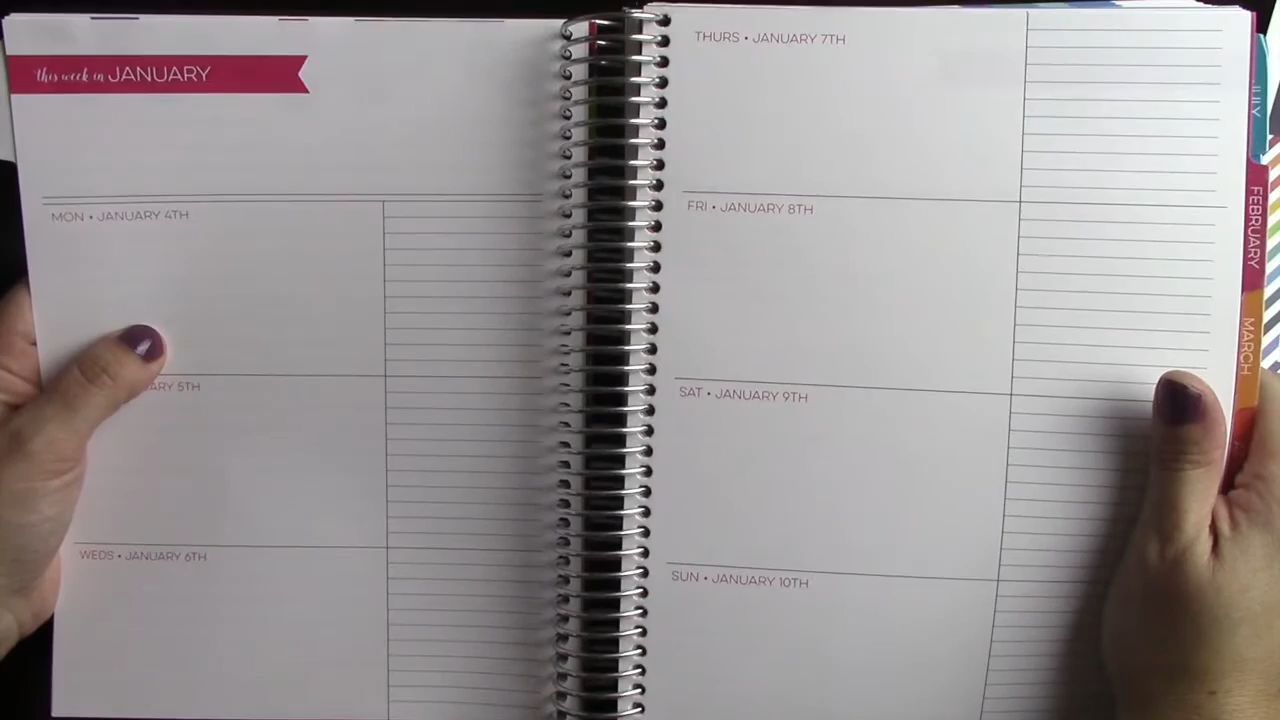 this week in JANUARY
MON • JANUARY 4TH
ARY 5TH
WEDS • JANUARY 6TH
THURS • JANUARY 7TH
FRI • JANUARY 8TH
SAT • JANUARY 9TH
SUN • JANUARY 10TH
JULY
FEBRUARY
MARCH